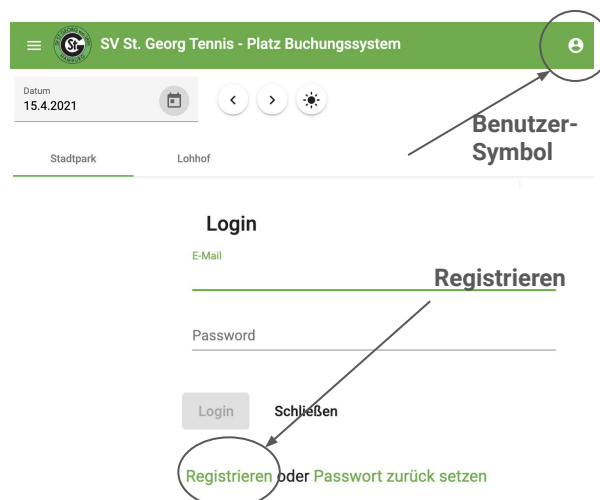 SV St. Georg Tennis - Platz Buchungssystem
Datum
15.4.2021
Benutzer-
Symbol
Stadtpark Lohhof
Login
E-Mail
Registrieren
Password
Login Schließen
Registrieren oder Passwort zurück setzen